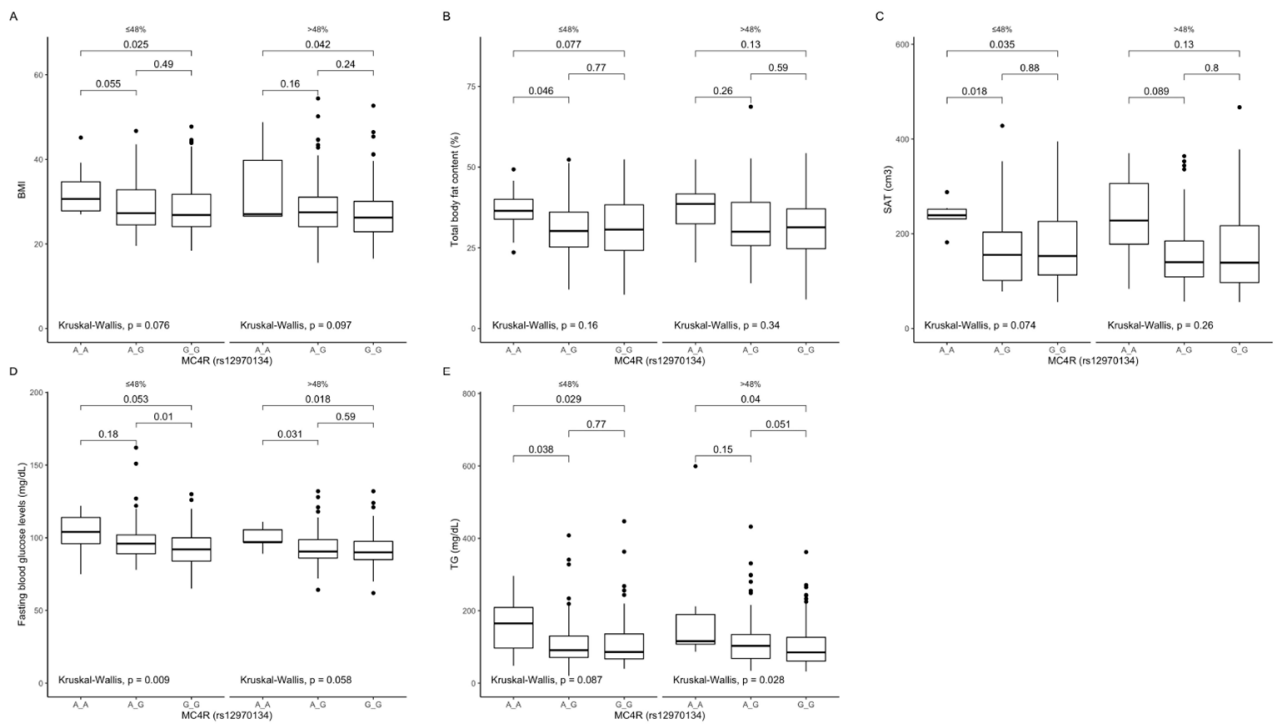 A
≤48%
>48%
0.025
0.042
0.49
0.24
0.055
0.16
60
40
20
0
BMI
Kruskal-Wallis, p = 0.076
Kruskal-Wallis, p = 0.097
A_A
A_G
G_G
A_A
A_G
G_G
MC4R (rs12970134)
B
≤48%
>48%
0.077
0.13
0.77
0.59
0.046
0.26
75
50
25
0
Total body fat content (%)
Kruskal-Wallis, p = 0.16
Kruskal-Wallis, p = 0.34
A_A
A_G
G_G
A_A
A_G
G_G
MC4R (rs12970134)
C
≤48%
>48%
0.035
0.13
0.88
0.8
0.018
0.089
600
400
200
0
SAT (cm3)
Kruskal-Wallis, p = 0.074
Kruskal-Wallis, p = 0.26
A_A
A_G
G_G
A_A
A_G
G_G
MC4R (rs12970134)
D
≤48%
>48%
0.053
0.018
0.01
0.59
0.18
0.031
200
150
100
50
0
Fasting blood glucose levels (mg/dL)
Kruskal-Wallis, p = 0.009
Kruskal-Wallis, p = 0.058
A_A
A_G
G_G
A_A
A_G
G_G
MC4R (rs12970134)
E
≤48%
>48%
0.029
0.04
0.77
0.051
0.038
0.15
800
600
400
200
0
TG (mg/dL)
Kruskal-Wallis, p = 0.087
Kruskal-Wallis, p = 0.028
A_A
A_G
G_G
A_A
A_G
G_G
MC4R (rs12970134)